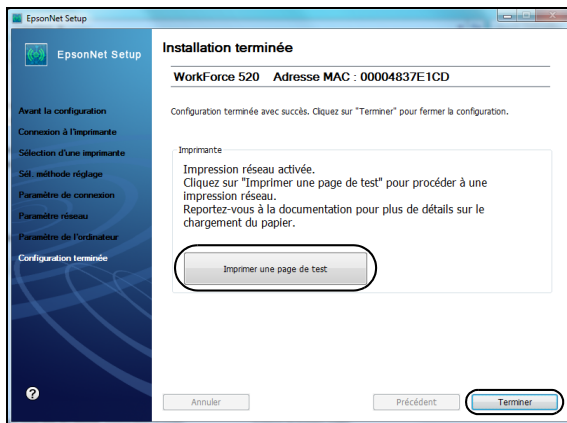 EpsonNet Setup
EpsonNet Setup
Installation terminée
WorkForce 520 Adresse MAC : 00004837E1CD
Avant la configuration
Connexion à l'imprimante
Sélection d'une imprimante
Sél. méthode réglage
Paramètre de connexion
Paramètre réseau
Paramètre de l'ordinateur
Configuration terminée
Configuration terminée avec succès. Cliquez sur "Terminer" pour fermer la configuration.
Imprimante
Impression réseau activée.
Cliquez sur "Imprimer une page de test" pour procéder à une
impression réseau.
Reportez-vous à la documentation pour plus de détails sur le
chargement du papier.
Imprimer une page de test
?
Annuler
Précédent
Terminer